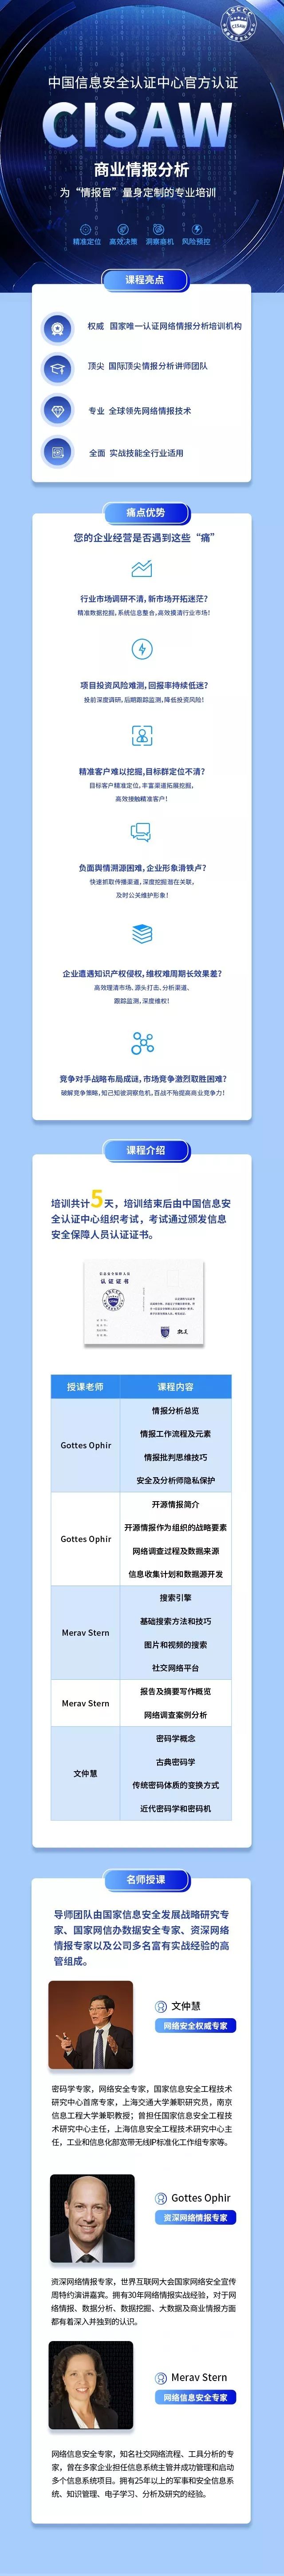 ISCCC
CISAW
中国信息安全认证中心官方认证
CISAW
商业情报分析
为“情报官”量身定制的专业培训
精准定位 高效决策 洞察商机 风险预控
课程亮点
权威 国家唯一认证网络情报分析培训机构
顶尖 国际顶尖情报分析讲师团队
专业 全球领先网络情报技术
全面 实战技能全行业适用
痛点优势
您的企业经营是否遇到这些“痛”
行业市场调研不清，新市场开拓迷茫？
精准数据挖掘，系统信息整合，高效摸清行业市场！
项目投资风险难测，回报率持续低迷？
投前深度调研，后期跟踪监测，降低投资风险！
精准客户难以挖掘，目标群定位不清？
目标客户精准定位，丰富渠道拓展挖掘，
高效接触精准客户！
负面舆情溯源困难，企业形象滑铁卢？
快速抓取传播渠道，深度挖掘潜在关联，
及时公关维护形象！
企业遭遇知识产权侵权，维权难周期长效果差？
高效理清市场、源头打击、分析渠道、
跟踪监测，深度维权！
竞争对手战略布局成谜，市场竞争激烈取胜困难？
破解竞争策略，知己知彼洞察危机，百战不殆提高商业竞争力！
课程介绍
培训共计5天，培训结束后由中国信息安
全认证中心组织考试，考试通过颁发信息
安全保障人员认证证书。
信息安全保障人员
认证证书
授课老师 课程内容
情报分析总览
情报工作流程及元素
Gottes Ophir
情报批判思维技巧
安全及分析师隐私保护
开源情报简介
开源情报作为组织的战略要素
Gottes Ophir
网络调查过程及数据来源
信息收集计划和数据源开发
搜索引擎
基础搜索方法和技巧
Merav Stern
图片和视频的搜索
社交网络平台
报告及摘要写作概览
Merav Stern
网络调查案例分析
密码学概念
古典密码学
文仲慧
传统密码体质的变换方式
近代密码学和密码机
名师授课
导师团队由国家信息安全发展战略研究专
家、国家网信办数据安全专家、资深网络
情报专家以及公司多名富有实战经验的高
管组成。
文仲慧
网络安全权威专家
密码学专家，网络安全专家，国家信息安全工程技术
研究中心首席专家，上海交通大学兼职研究员，南京
信息工程大学兼职教授；曾担任国家信息安全工程技
术研究中心主任，上海信息安全工程技术研究中心主
任，工业和信息化部宽带无线IP标准化工作组专家等。
Gottes Ophir
资深网络情报专家
资深网络情报专家，世界互联网大会国家网络安全宣传
周特约演讲嘉宾。拥有30年网络情报实战经验，对于网
络情报、数据分析、数据挖掘、大数据及商业情报方面
都有着深入并独到的认识。
Merav Stern
网络信息安全专家
网络信息安全专家，知名社交网络流程、工具分析的专
家，曾在多家企业担任信息系统主管并成功管理和启动
多个信息系统项目。拥有25年以上的军事和安全信息系
统、知识管理、电子学习、分析及研究的经验。